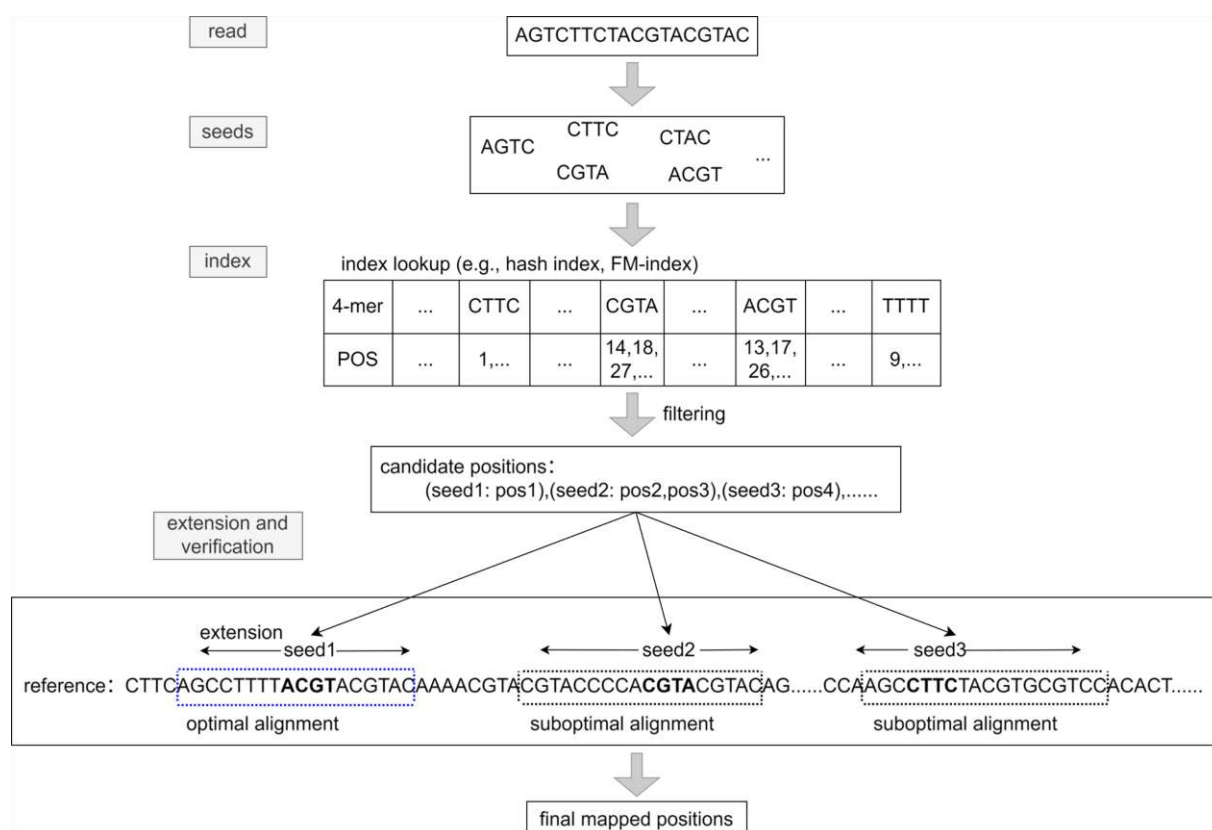 read
AGTCTTCTACGTACGTAC
seeds
AGTC CTTC CTAC ...
CGTA ACGT
index
index lookup (e.g., hash index, FM-index)
4-mer ... CTTC ... CGTA ... ACGT ... TTTT
POS ... 1,... ... 14,18, 27,... ... 13,17, 26,... ... 9,...
filtering
candidate positions:
(seed1: pos1),(seed2: pos2,pos3),(seed3: pos4),......
extension and
verification
extension
seed1 seed2 seed3
reference: CTTCAGCCTTTTACGTACGTACAAAACGTACGTACCCCACGTACGTACAG......CCAAGCCTTCTACGTGCGTCCACACT......
optimal alignment suboptimal alignment suboptimal alignment
final mapped positions